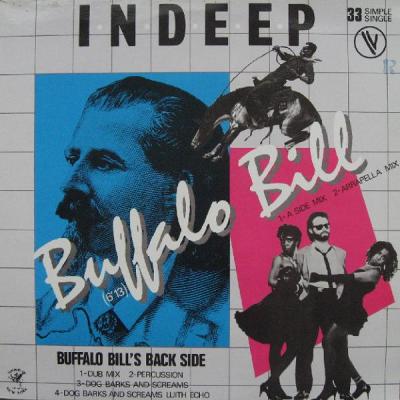 INDEEP
33 SIMPLE
SINGLE
Buffalo Bill
(6'13)
1-A SIDE MIX 2-ARRAPELLA MIX
BUFFALO BILL'S BACK SIDE
1-DUB MIX 2-PERCUSSION
3-DOG BARKS AND SCREAMS
4-DOG BARKS AND SCREAMS WITH ECHO